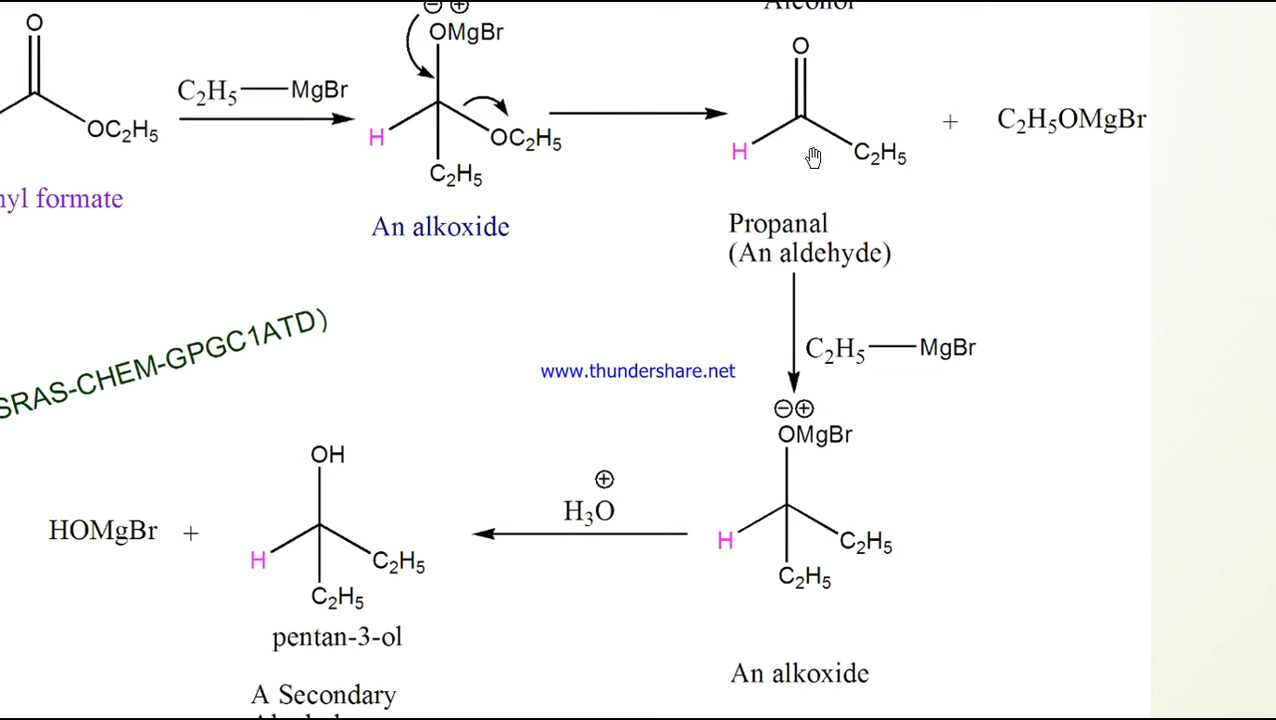 Alcohol
O
OC₂H₅
C₂H₅—MgBr
⊖ ⊕
OMgBr
H
OC₂H₅
C₂H₅
O
H
C₂H₅
+ C₂H₅OMgBr
nyl formate
An alkoxide
Propanal
(An aldehyde)
SRAS-CHEM-GPGC1ATD)
www.thundershare.net
C₂H₅—MgBr
⊖⊕
OMgBr
H
C₂H₅
C₂H₅
An alkoxide
⊕
H₃O
HOMgBr +
OH
H
C₂H₅
C₂H₅
pentan-3-ol
A Secondary